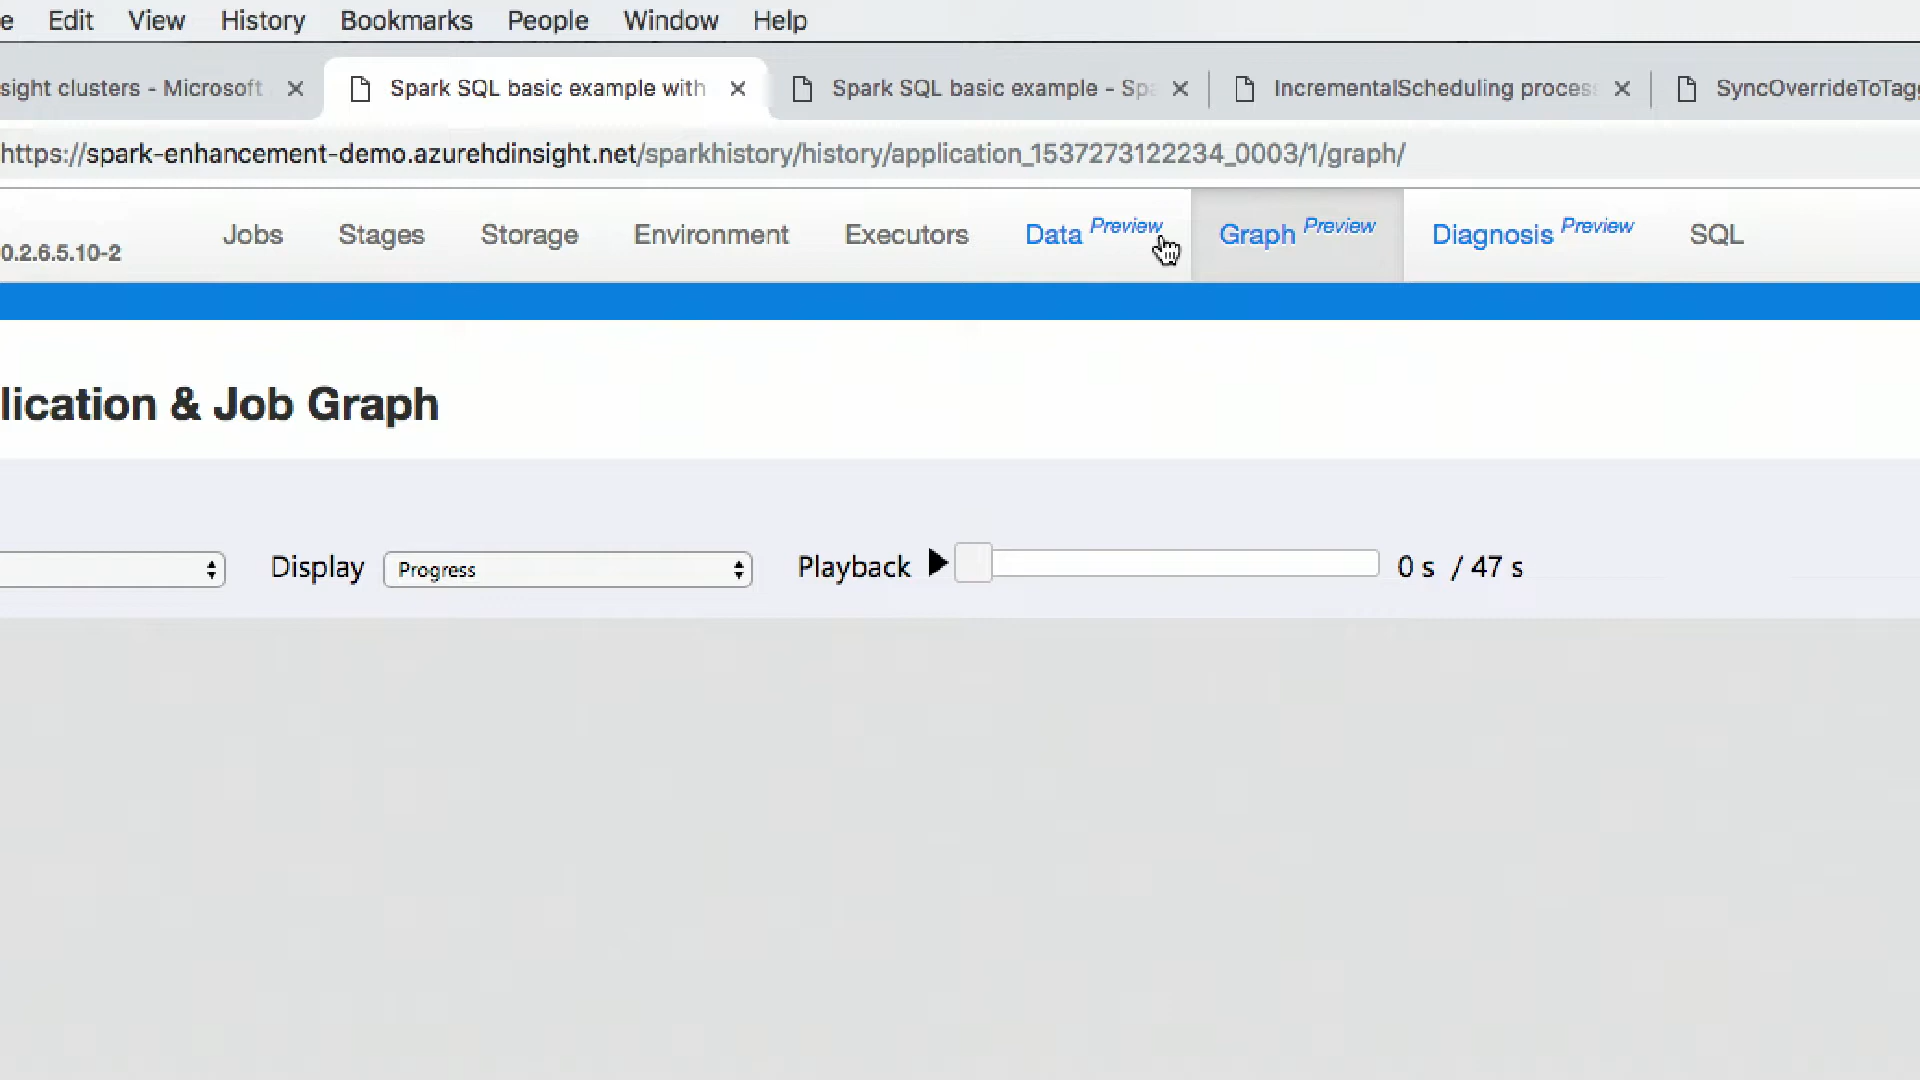 e Edit View History Bookmarks People Window Help
sight clusters - Microsoft Spark SQL basic example with Spark SQL basic example - Spa IncrementalScheduling process SyncOverrideToTagg
https://spark-enhancement-demo.azurehdinsight.net/sparkhistory/history/application_1537273122234_0003/1/graph/
0.2.6.5.10-2 Jobs Stages Storage Environment Executors Data Preview Graph Preview Diagnosis Preview SQL
lication & Job Graph
Display Progress Playback 0 s / 47 s